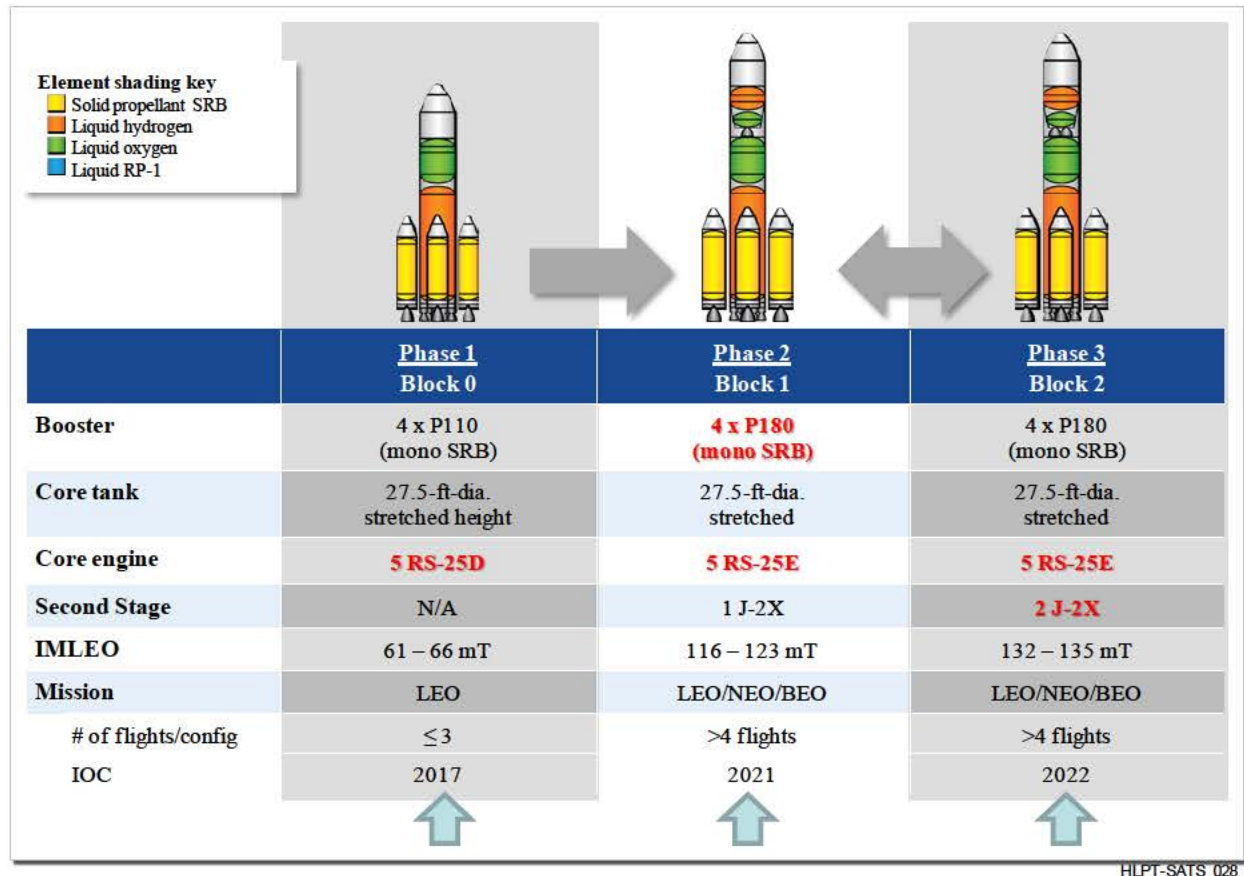 Element shading key
Solid propellant SRB
Liquid hydrogen
Liquid oxygen
Liquid RP-1
Phase 1
Block 0
Phase 2
Block 1
Phase 3
Block 2
Booster
4 x P110
(mono SRB)
4 x P180
(mono SRB)
4 x P180
(mono SRB)
Core tank
27.5-ft-dia.
stretched height
27.5-ft-dia.
stretched
27.5-ft-dia.
stretched
Core engine
5 RS-25D
5 RS-25E
5 RS-25E
Second Stage
N/A
1 J-2X
2 J-2X
IMLEO
61 – 66 mT
116 – 123 mT
132 – 135 mT
Mission
LEO
LEO/NEO/BEO
LEO/NEO/BEO
# of flights/config
≤ 3
>4 flights
>4 flights
IOC
2017
2021
2022
HLPT-SATS_028